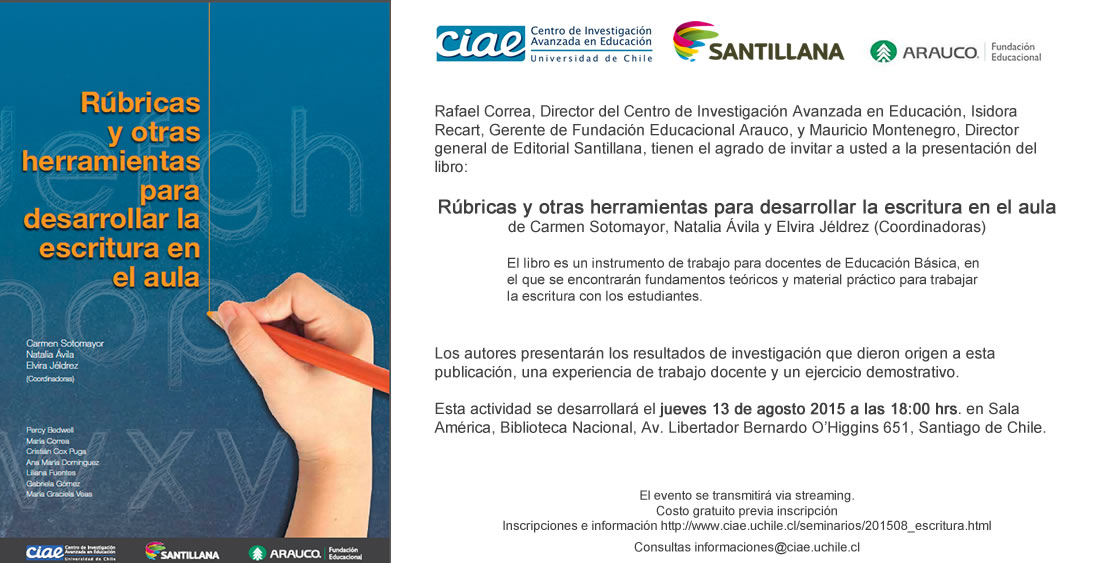 Rúbricas
y otras
herramientas
para
desarrollar la
escritura en
el aula
Carmen Sotomayor
Natalia Ávila
Elvira Jéldrez
(Coordinadoras)
Percy Bedwell
María Correa
Cristián Cox Puga
Ana María Domínguez
Liliana Fuentes
Gabriela Gómez
María Graciela Veas
ciae Centro de Investigación
Avanzada en Educación
Universidad de Chile
SANTILLANA
ARAUCO. Fundación
Educacional
ciae Centro de Investigación
Avanzada en Educación
Universidad de Chile
SANTILLANA
ARAUCO. Fundación
Educacional
Rafael Correa, Director del Centro de Investigación Avanzada en Educación, Isidora
Recart, Gerente de Fundación Educacional Arauco, y Mauricio Montenegro, Director
general de Editorial Santillana, tienen el agrado de invitar a usted a la presentación del
libro:
Rúbricas y otras herramientas para desarrollar la escritura en el aula
de Carmen Sotomayor, Natalia Ávila y Elvira Jéldrez (Coordinadoras)
El libro es un instrumento de trabajo para docentes de Educación Básica, en
el que se encontrarán fundamentos teóricos y material práctico para trabajar
la escritura con los estudiantes.
Los autores presentarán los resultados de investigación que dieron origen a esta
publicación, una experiencia de trabajo docente y un ejercicio demostrativo.
Esta actividad se desarrollará el jueves 13 de agosto 2015 a las 18:00 hrs. en Sala
América, Biblioteca Nacional, Av. Libertador Bernardo O'Higgins 651, Santiago de Chile.
El evento se transmitirá via streaming.
Costo gratuito previa inscripción
Inscripciones e información http://www.ciae.uchile.cl/seminarios/201508_escritura.html
Consultas informaciones@ciae.uchile.cl